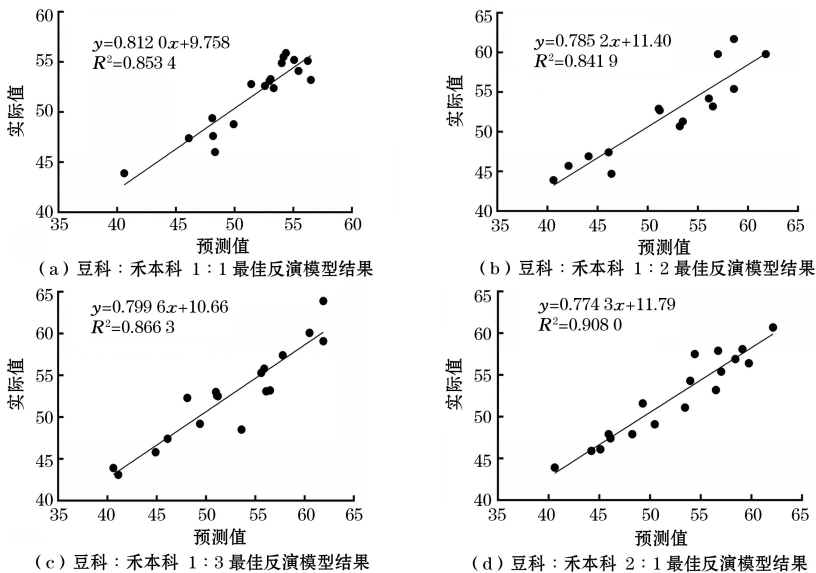 60
55
50
45
40
实际值
y=0.812 0x+9.758
R²=0.853 4
35
40
45
50
55
60
预测值
(a)豆科∶禾本科 1∶1最佳反演模型结果
65
60
55
50
45
40
实际值
y=0.785 2x+11.40
R²=0.841 9
35
40
45
50
55
60
65
预测值
(b)豆科∶禾本科 1∶2最佳反演模型结果
65
60
55
50
45
40
实际值
y=0.799 6x+10.66
R²=0.866 3
35
40
45
50
55
60
65
预测值
(c)豆科∶禾本科 1∶3最佳反演模型结果
65
60
55
50
45
40
实际值
y=0.774 3x+11.79
R²=0.908 0
35
40
45
50
55
60
65
预测值
(d)豆科∶禾本科 2∶1最佳反演模型结果